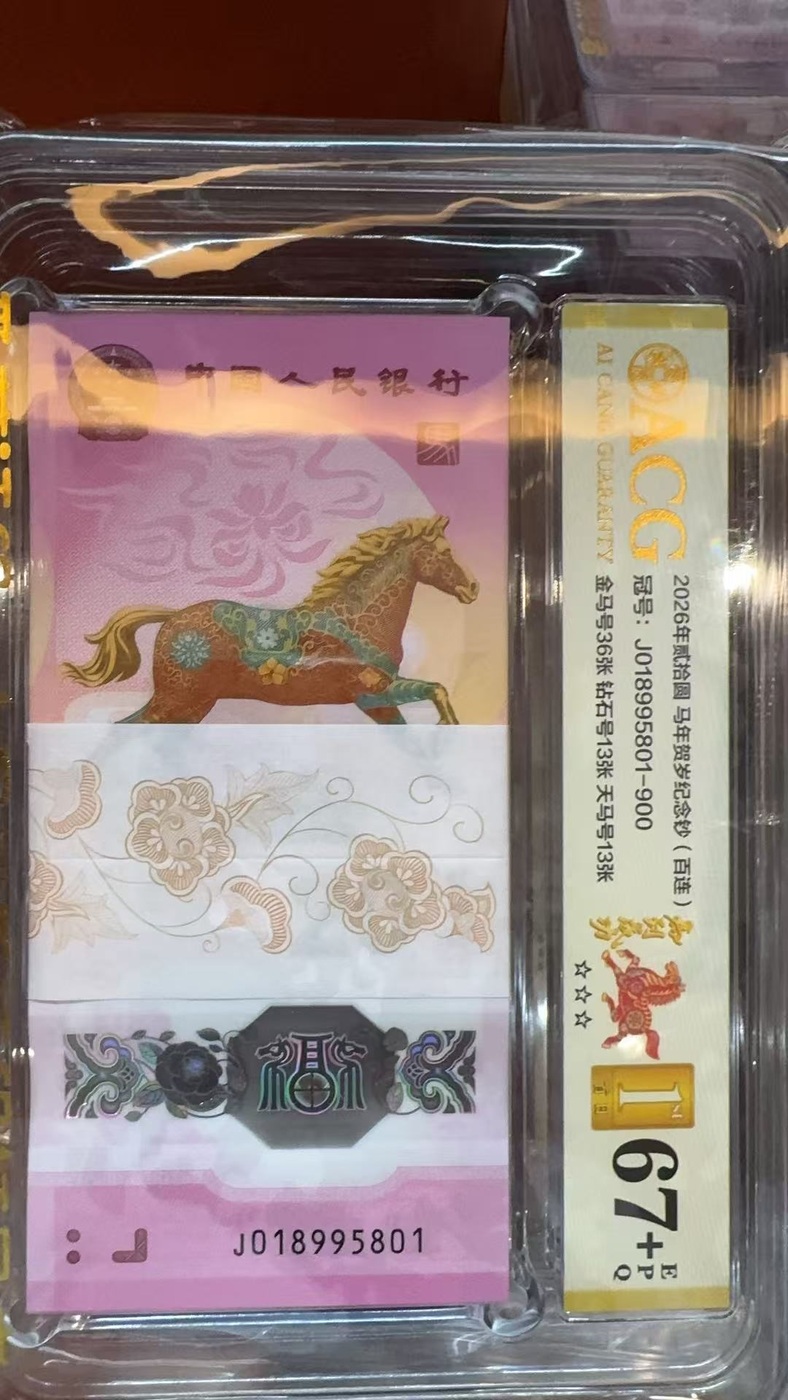 中国人民银行
J018995801
ACG
AI CANG GUARANTY
2026年贰拾圆 马年贺岁纪念钞（百连）
冠号： J018995801-900
金马号36张 钻石号13张 天马号13张
☆☆☆
1
67+
EPQ